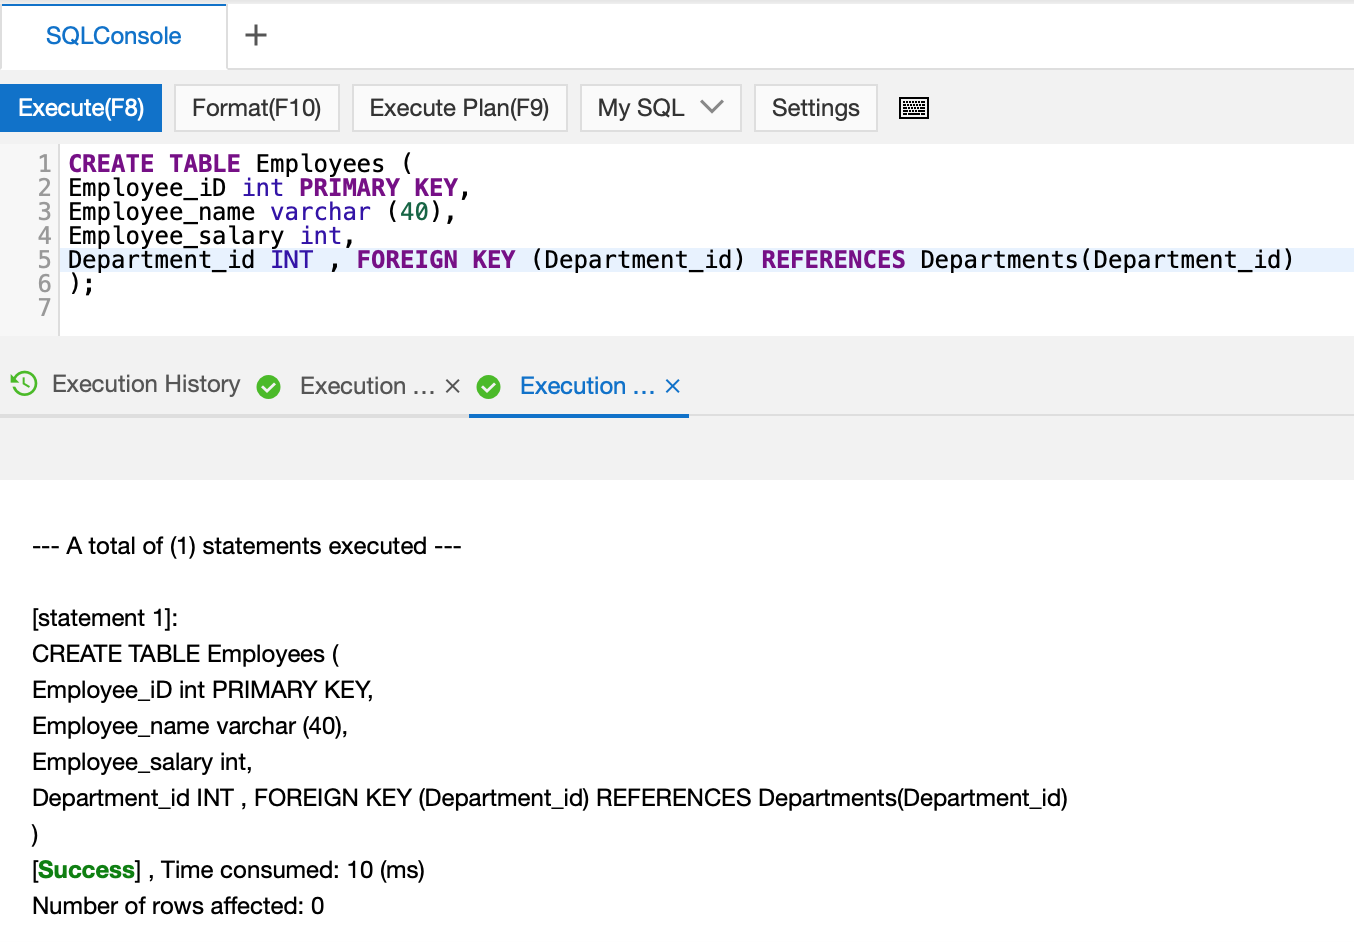 SQLConsole +
Execute(F8) Format(F10) Execute Plan(F9) My SQL Settings
1 CREATE TABLE Employees (
2 Employee_iD int PRIMARY KEY,
3 Employee_name varchar (40),
4 Employee_salary int,
5 Department_id INT , FOREIGN KEY (Department_id) REFERENCES Departments(Department_id)
6 );
7
Execution History Execution ... × Execution ... ×
--- A total of (1) statements executed ---
[statement 1]:
CREATE TABLE Employees (
Employee_iD int PRIMARY KEY,
Employee_name varchar (40),
Employee_salary int,
Department_id INT , FOREIGN KEY (Department_id) REFERENCES Departments(Department_id)
)
[Success] , Time consumed: 10 (ms)
Number of rows affected: 0